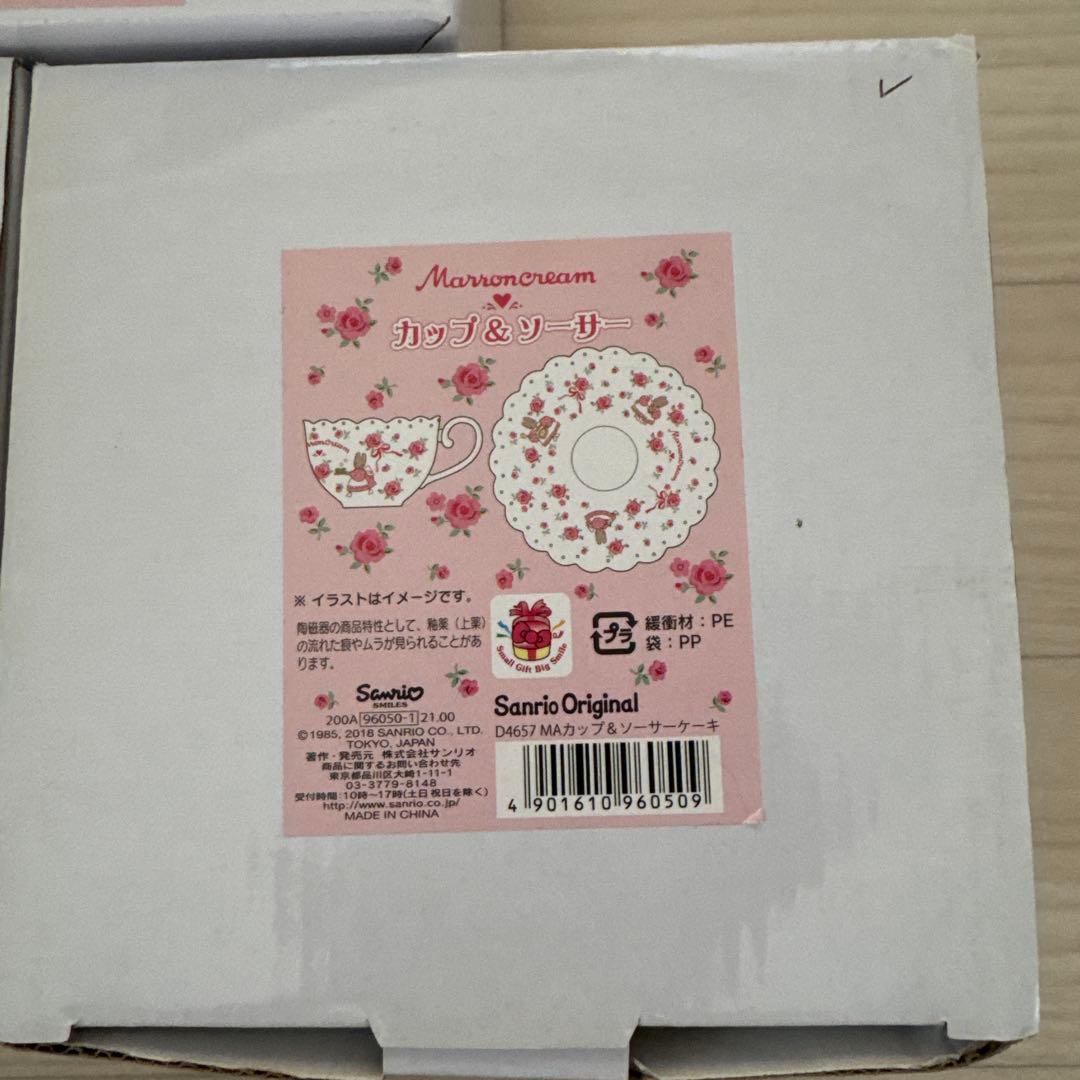 Marroncream
カップ&ソーサー
MarronCream
Marroncream
※ イラストはイメージです。
陶磁器の商品特性として、釉薬(上薬)
の流れた痕やムラが見られることがあ
ります。
Small Gift Big Smile
プラ
緩衝材：PE
袋：PP
Sanrio
SMILES
200A 96050-1 21.00
©1985, 2018 SANRIO CO., LTD.
TOKYO, JAPAN
著作・発売元 株式会社サンリオ
商品に関するお問い合わせ先
東京都品川区大崎1-11-1
03-3779-8148
受付時間：10時〜17時(土日祝日を除く)
http://www.sanrio.co.jp/
MADE IN CHINA
Sanrio Original
D4657 MAカップ&ソーサーケーキ
4 901610 960509